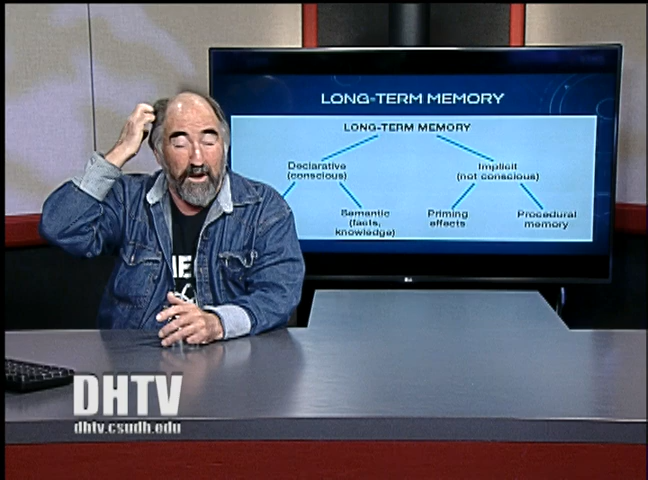 LONG-TERM MEMORY
LONG-TERM MEMORY
Declarative
(conscious)
Implicit
(not conscious)
Semantic
(facts,
knowledge)
Priming
effects
Procedural
memory
LG
DHTV
dhtv.csudh.edu